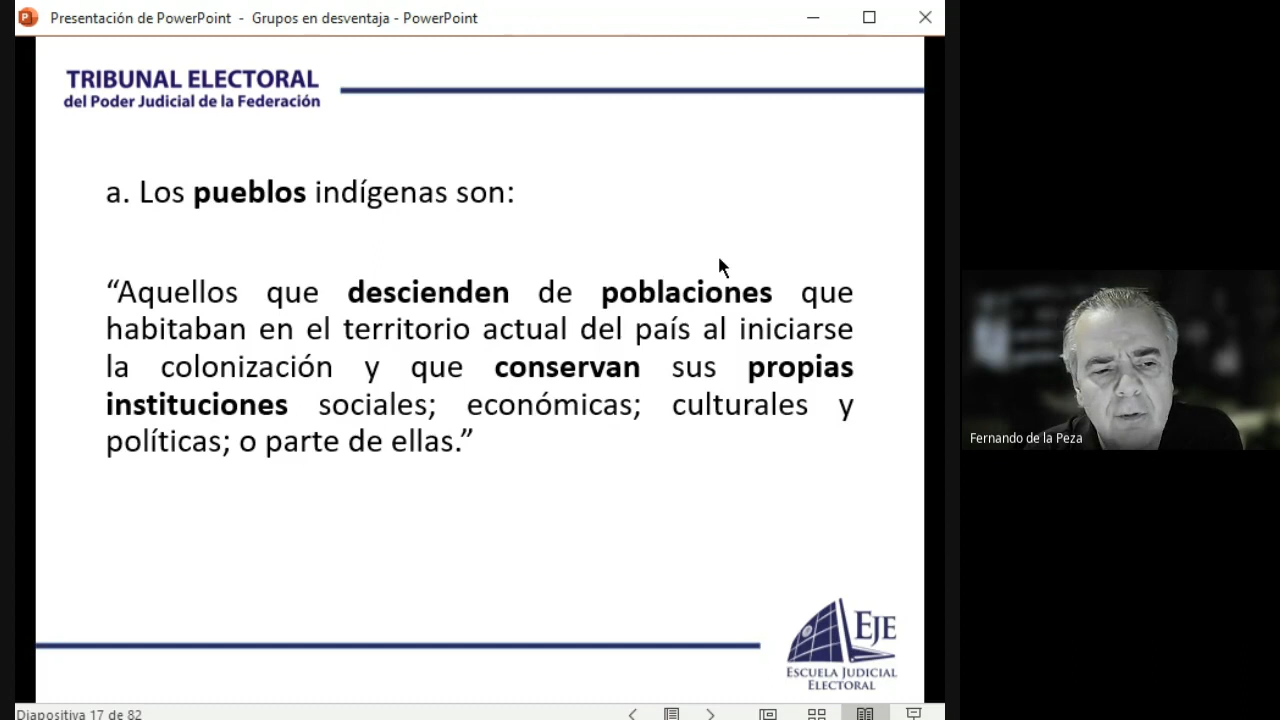 Presentación de PowerPoint - Grupos en desventaja - PowerPoint
TRIBUNAL ELECTORAL
del Poder Judicial de la Federación
a. Los pueblos indígenas son:
“Aquellos que descienden de poblaciones que
habitaban en el territorio actual del país al iniciarse
la colonización y que conservan sus propias
instituciones sociales; económicas; culturales y
políticas; o parte de ellas.”
Fernando de la Peza
EJE
ESCUELA JUDICIAL
ELECTORAL
Diapositiva 17 de 82